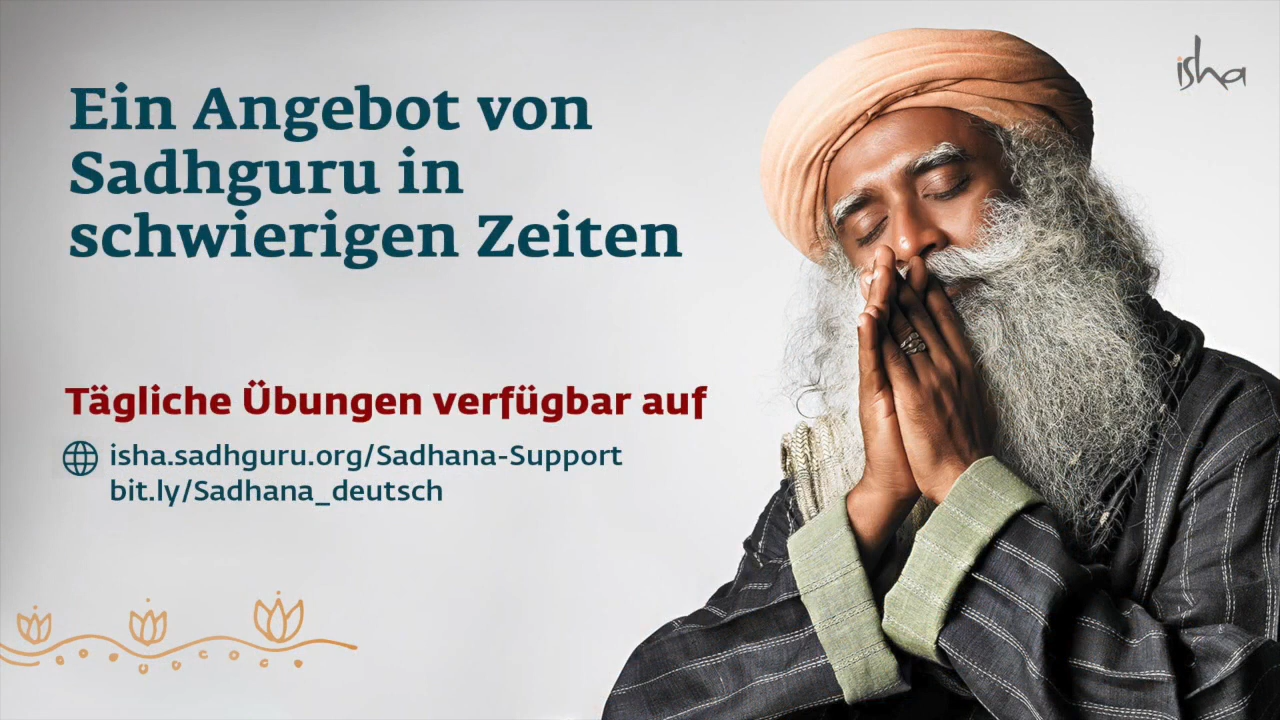 isha
Ein Angebot von
Sadhguru in
schwierigen Zeiten
Tägliche Übungen verfügbar auf
isha.sadhguru.org/Sadhana-Support
bit.ly/Sadhana_deutsch